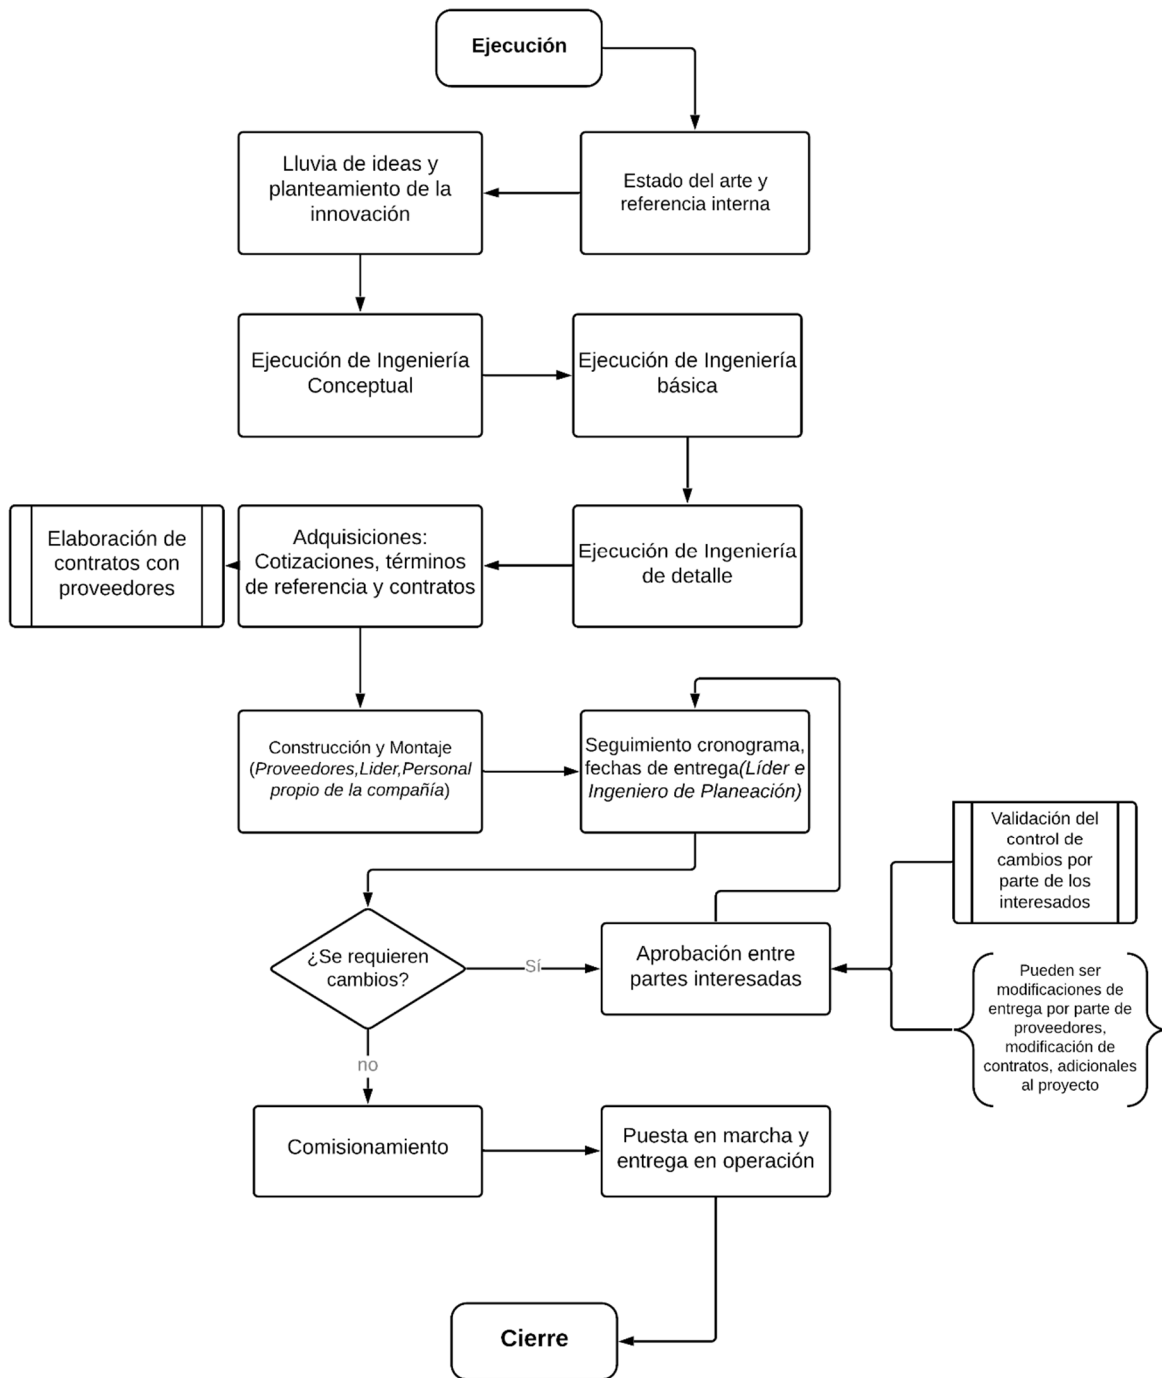 Ejecución
Estado del arte y
referencia interna
Lluvia de ideas y
planteamiento de la
innovación
Ejecución de Ingeniería
Conceptual
Ejecución de Ingeniería
básica
Ejecución de Ingeniería
de detalle
Adquisiciones:
Cotizaciones, términos
de referencia y contratos
Elaboración de
contratos con
proveedores
Construcción y Montaje
(Proveedores,Lider,Personal
propio de la compañía)
Seguimiento cronograma,
fechas de entrega(Líder e
Ingeniero de Planeación)
¿Se requieren
cambios?
Sí
Aprobación entre
partes interesadas
Validación del
control de
cambios por
parte de los
interesados
Pueden ser
modificaciones de
entrega por parte de
proveedores,
modificación de
contratos, adicionales
al proyecto
no
Comisionamiento
Puesta en marcha y
entrega en operación
Cierre